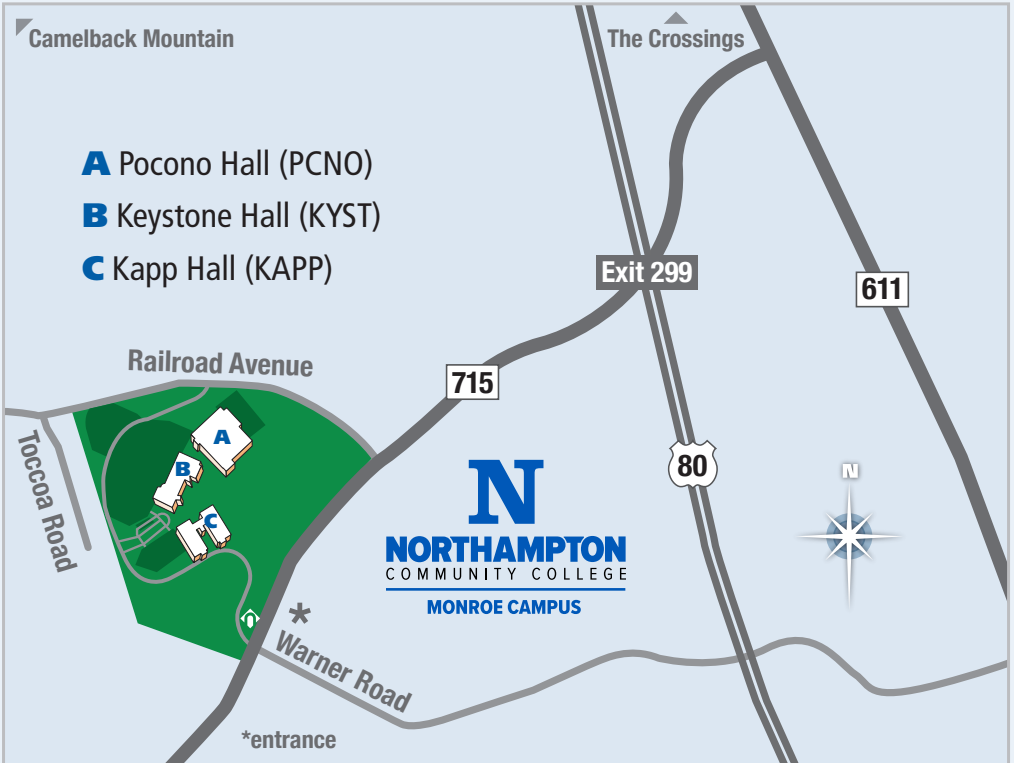 Camelback Mountain
The Crossings
A Pocono Hall (PCNO)
B Keystone Hall (KYST)
C Kapp Hall (KAPP)
Exit 299
611
Railroad Avenue
715
Toccoa Road
A
B
C
80
N
N
NORTHAMPTON
COMMUNITY COLLEGE
MONROE CAMPUS
*
Warner Road
*entrance